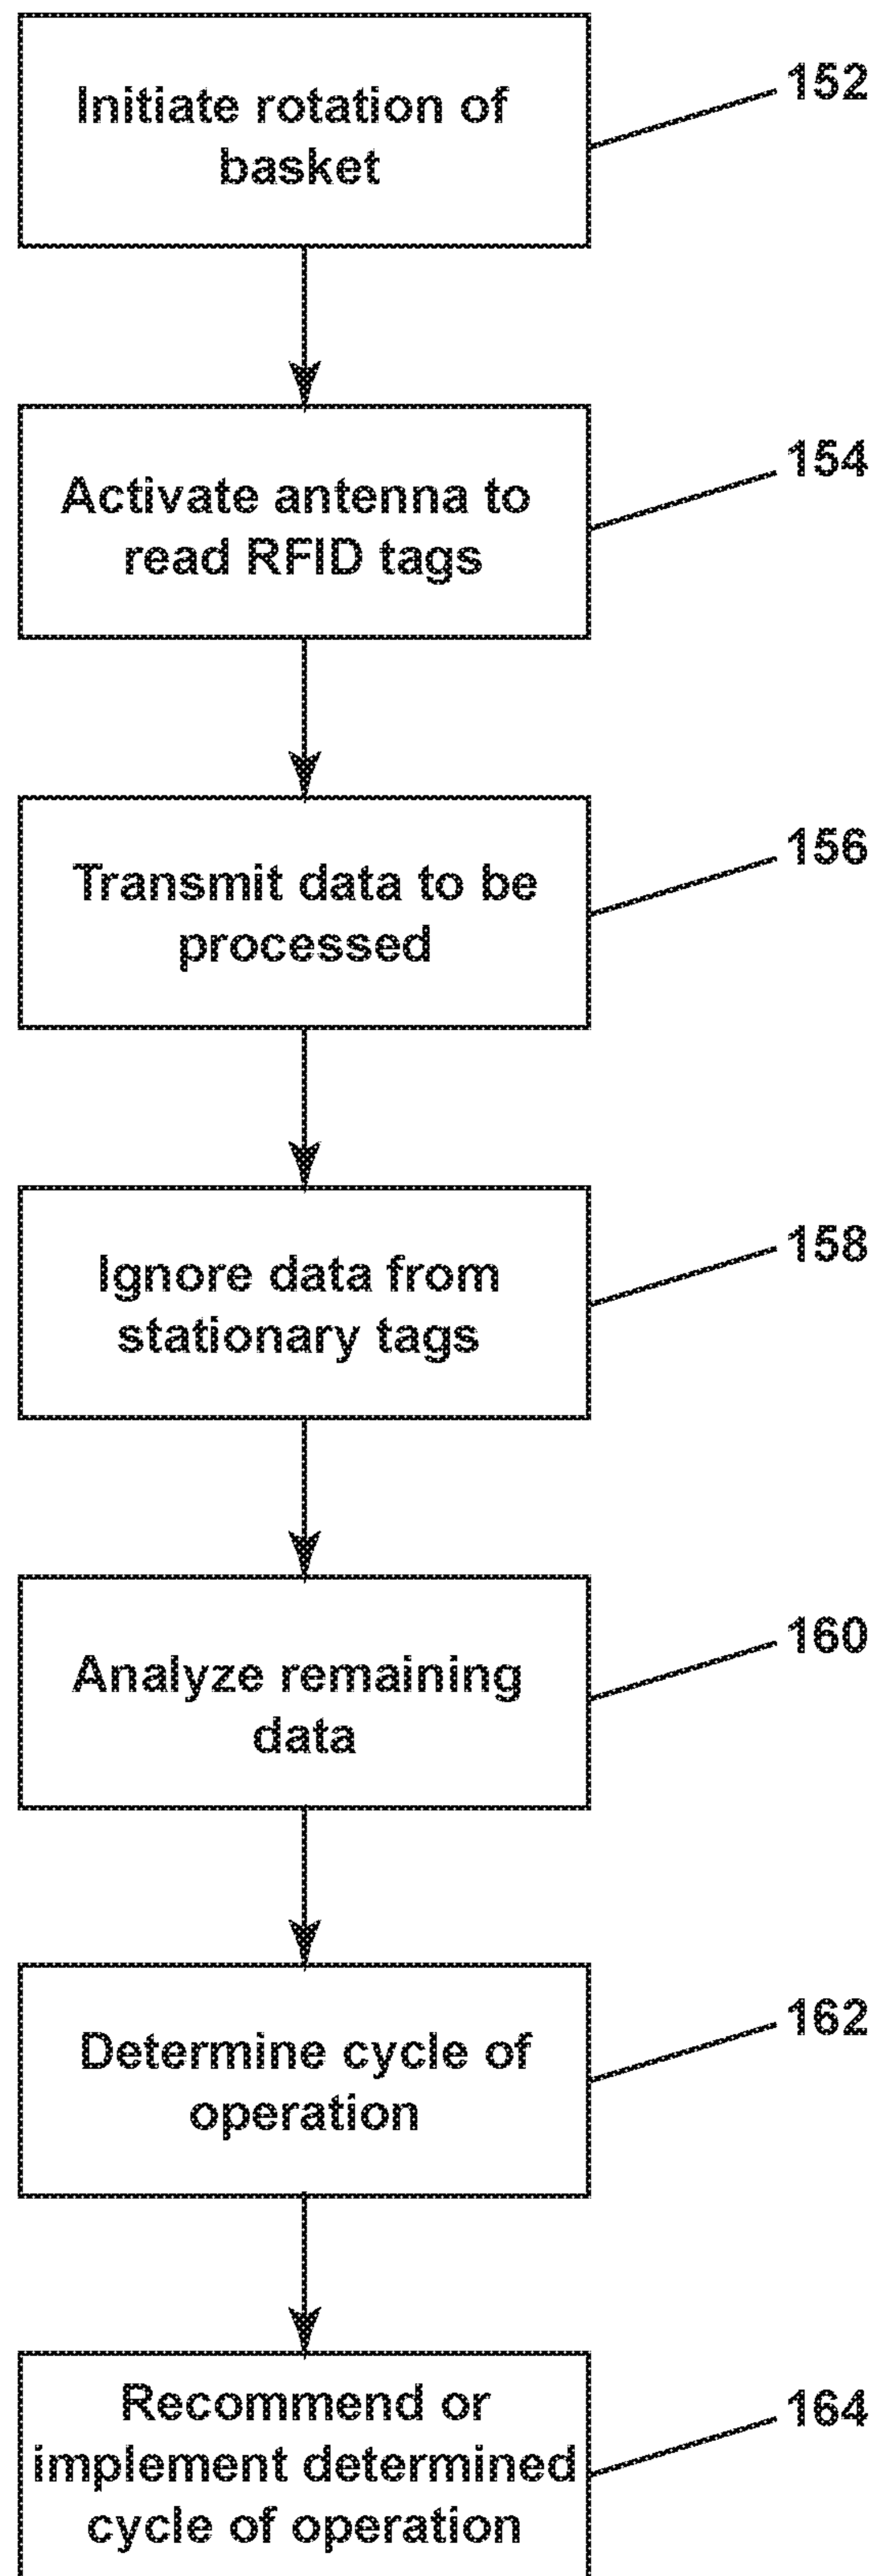 Initiate rotation of
basket
152
Activate antenna to
read RFID tags
154
Transmit data to be
processed
156
Ignore data from
stationary tags
158
Analyze remaining
data
160
Determine cycle of
operation
162
Recommend or
implement determined
cycle of operation
164